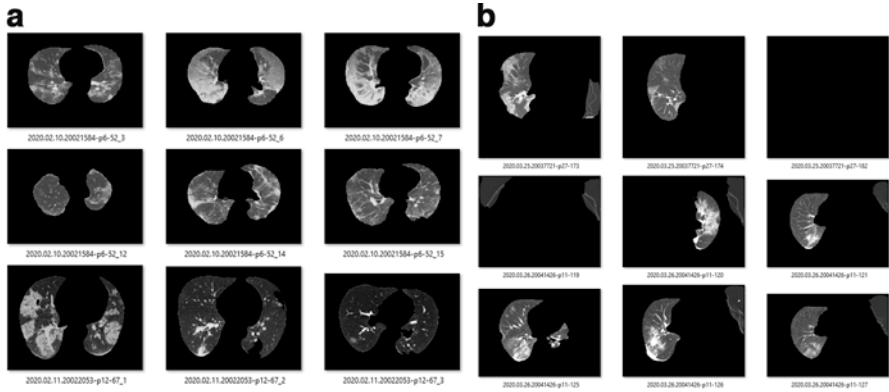 a
2020.02.10.20021584-p6-52_3
2020.02.10.20021584-p6-52_6
2020.02.10.20021584-p6-52_7
2020.02.10.20021584-p6-52_12
2020.02.10.20021584-p6-52_14
2020.02.10.20021584-p6-52_15
2020.02.11.20022053-p12-67_1
2020.02.11.20022053-p12-67_2
2020.02.11.20022053-p12-67_3
b
2020.03.25.20037721-p27-173
2020.03.25.20037721-p27-174
2020.03.25.20037721-p27-182
2020.03.26.20041426-p11-119
2020.03.26.20041426-p11-120
2020.03.26.20041426-p11-121
2020.03.26.20041426-p11-125
2020.03.26.20041426-p11-126
2020.03.26.20041426-p11-127